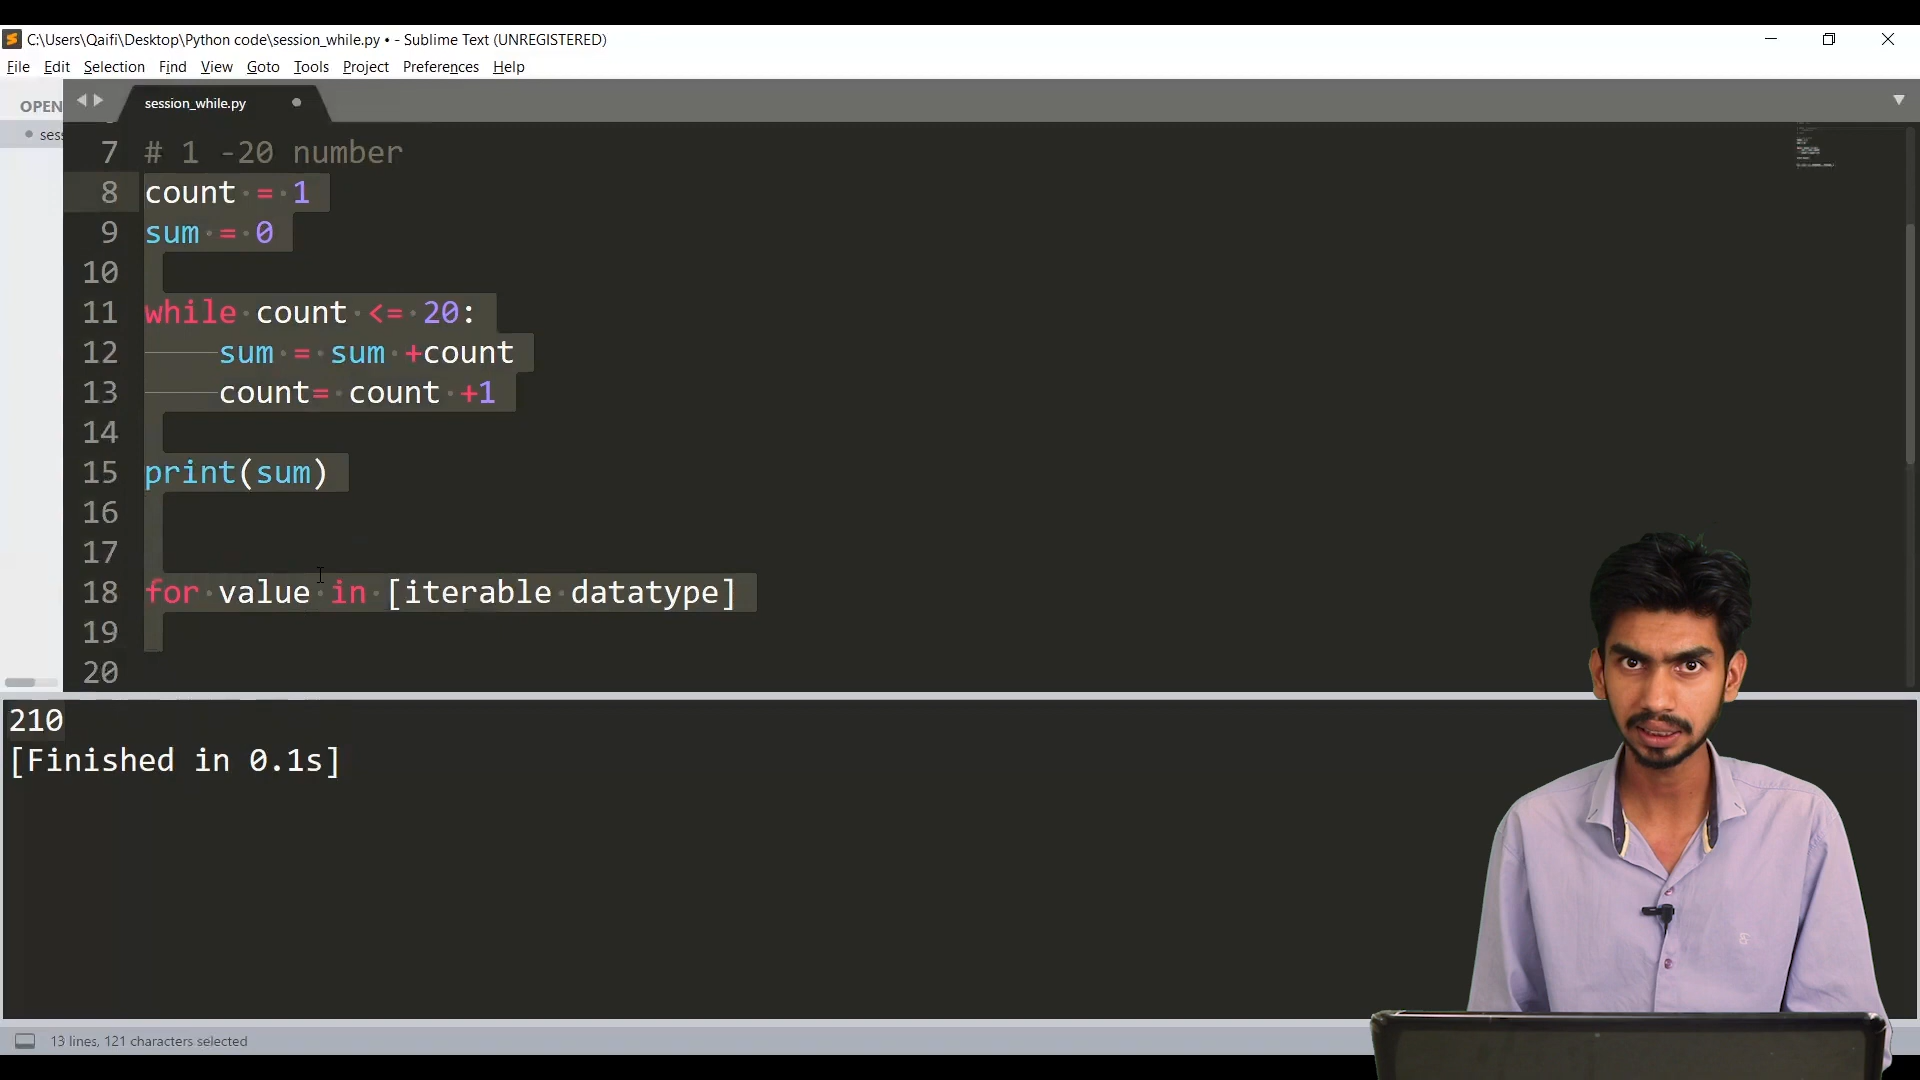 C:\Users\Qaifi\Desktop\Python code\session_while.py • - Sublime Text (UNREGISTERED)
File Edit Selection Find View Goto Tools Project Preferences Help
OPEN
session_while.py
sess
7 # 1 -20 number
8 count = 1
9 sum = 0
10
11 while count <= 20:
12 sum = sum +count
13 count= count +1
14
15 print(sum)
16
17
18 for value in [iterable datatype]
19
20
210
[Finished in 0.1s]
13 lines, 121 characters selected